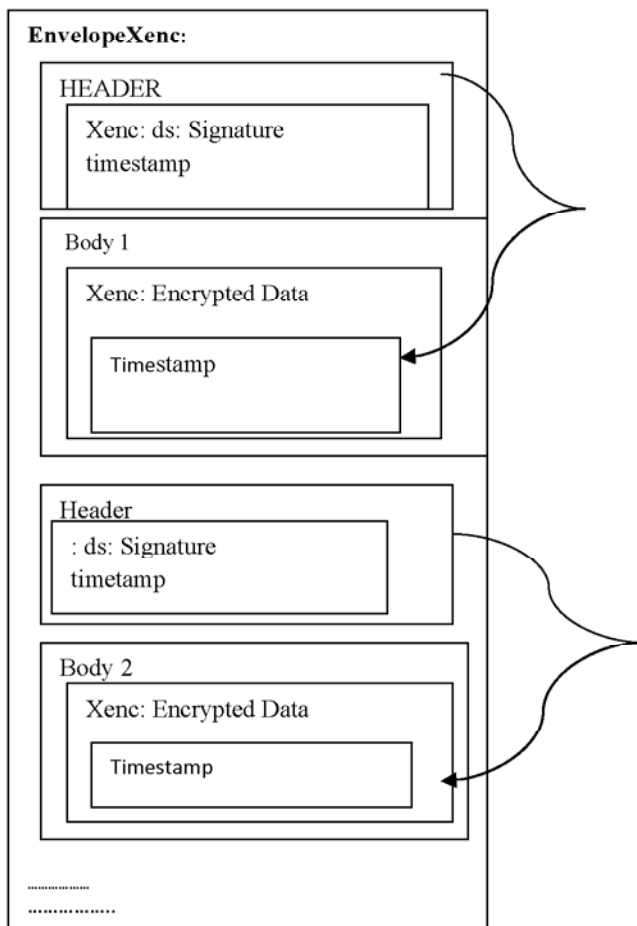 EnvelopeXenc:
HEADER
Xenc: ds: Signature
timestamp
Body 1
Xenc: Encrypted Data
Timestamp
Header
: ds: Signature
timetamp
Body 2
Xenc: Encrypted Data
Timestamp
..................
................